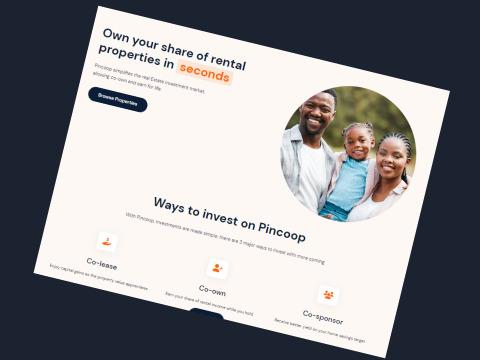 Own your share of rental
properties in seconds
Pincoop simplifies the real Estate investment market,
allowing co-own and earn for life.
Browse Properties
Ways to invest on Pincoop
With Pincoop, investments are made simple, there are 3 major ways to invest with more coming
Co-lease
Enjoy capital gains as the property value appreciates
Co-own
Earn your share of rental income while you hold
Co-sponsor
Receive better yield on your home savings target